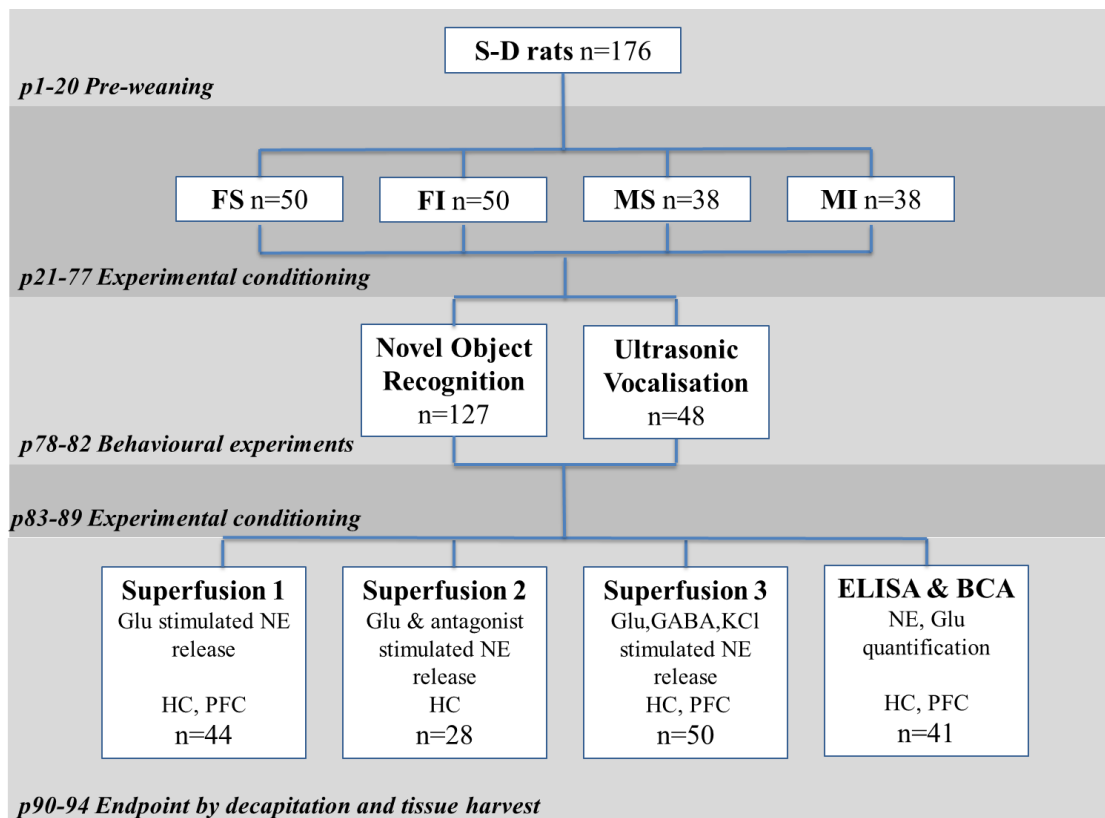 S-D rats n=176
p1-20 Pre-weaning
FS n=50
FI n=50
MS n=38
MI n=38
p21-77 Experimental conditioning
Novel Object
Recognition
n=127
Ultrasonic
Vocalisation
n=48
p78-82 Behavioural experiments
p83-89 Experimental conditioning
Superfusion 1
Glu stimulated NE
release
HC, PFC
n=44
Superfusion 2
Glu & antagonist
stimulated NE
release
HC
n=28
Superfusion 3
Glu,GABA,KCl
stimulated NE
release
HC, PFC
n=50
ELISA & BCA
NE, Glu
quantification
HC, PFC
n=41
p90-94 Endpoint by decapitation and tissue harvest